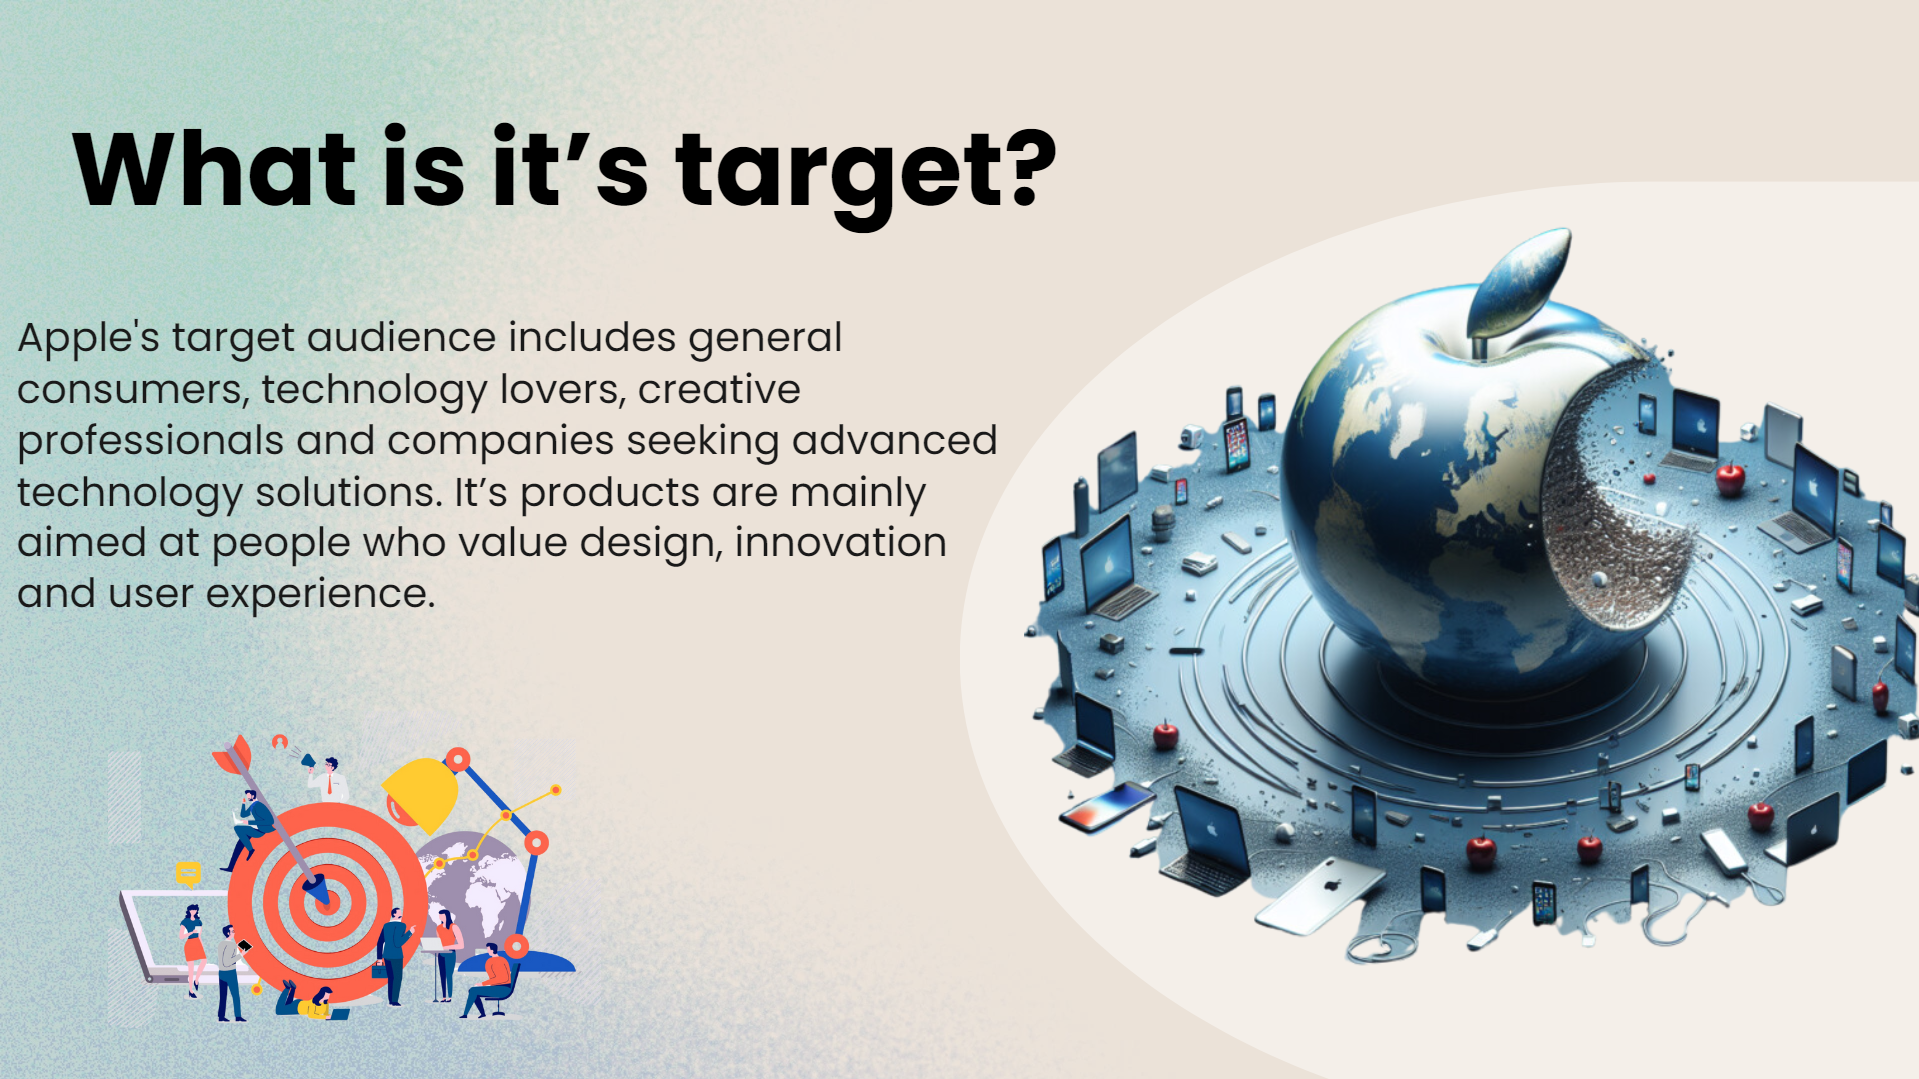 What is it’s target?
Apple's target audience includes general
consumers, technology lovers, creative
professionals and companies seeking advanced
technology solutions. It’s products are mainly
aimed at people who value design, innovation
and user experience.